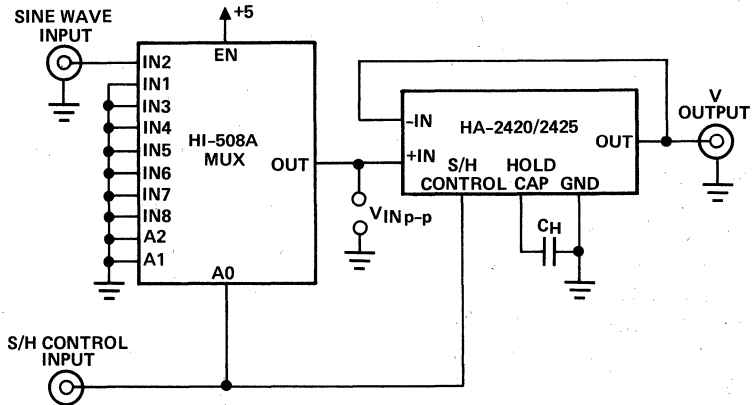 SINE WAVE
INPUT
+5
EN
IN2
IN1
IN3
IN4
IN5
IN6
IN7
IN8
A2
A1
HI-508A
MUX
OUT
A0
VINp-p
-IN
+IN
HA-2420/2425
OUT
S/H
CONTROL
HOLD
CAP
GND
CH
V
OUTPUT
S/H CONTROL
INPUT